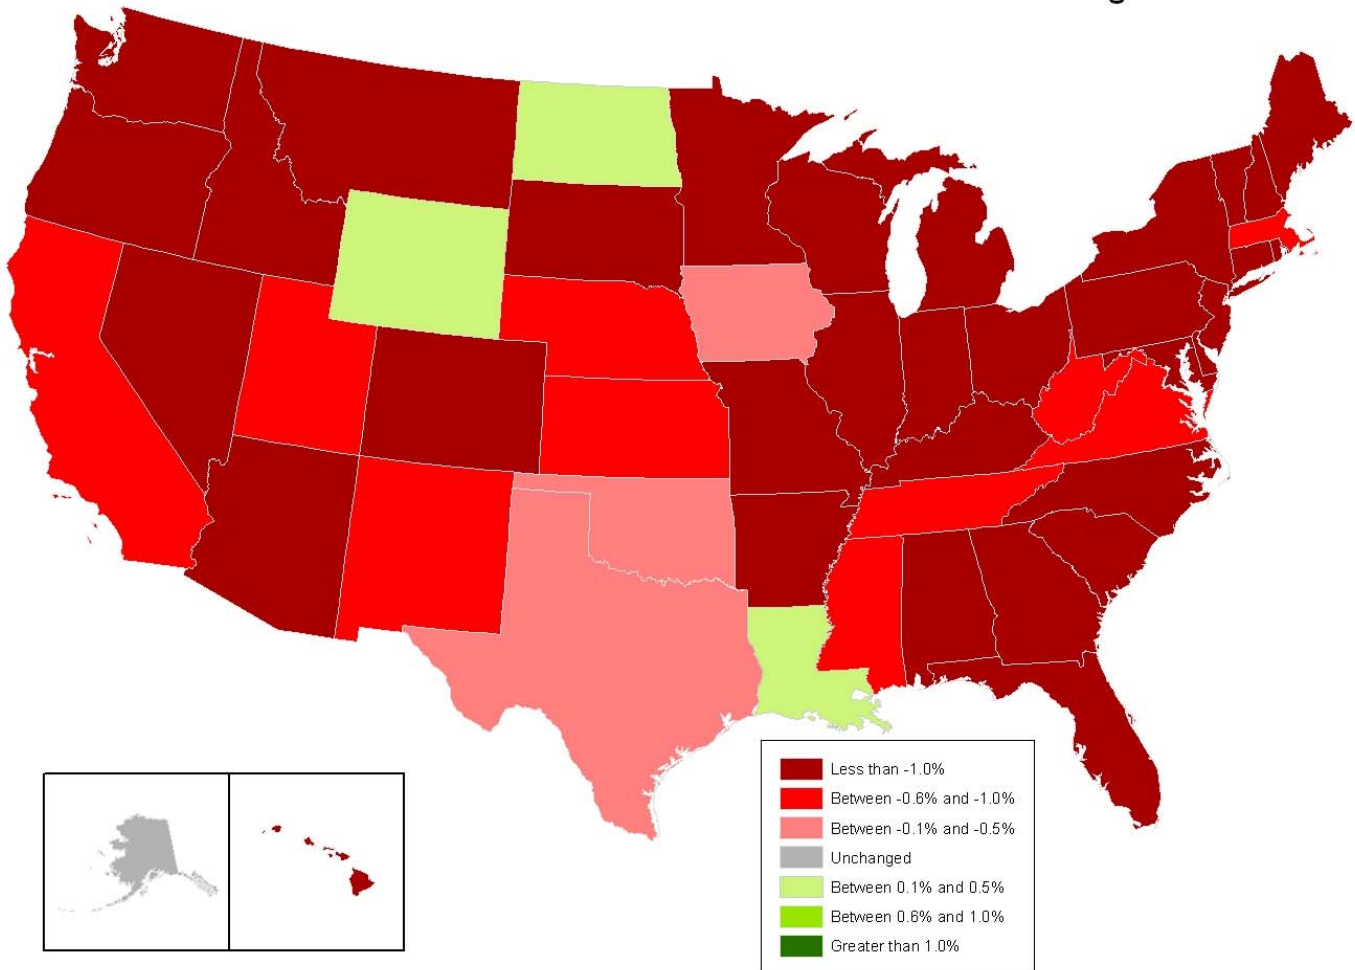 Less than -1.0%
Between -0.6% and -1.0%
Between -0.1% and -0.5%
Unchanged
Between 0.1% and 0.5%
Between 0.6% and 1.0%
Greater than 1.0%